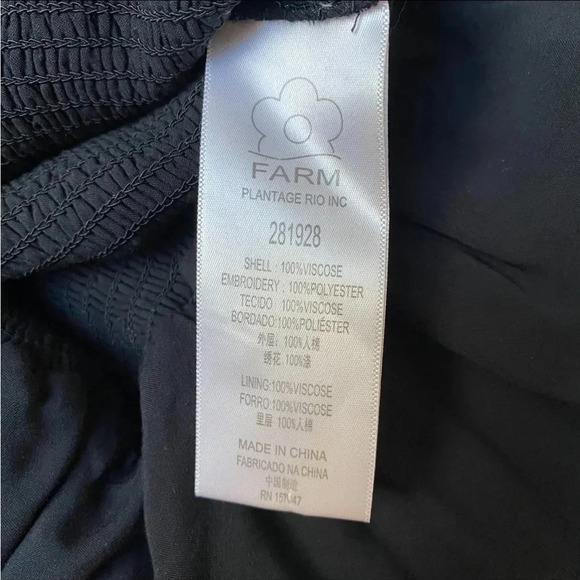 FARM
PLANTAGE RIO INC
281928
SHELL : 100%VISCOSE
EMBROIDERY : 100%POLYESTER
TECIDO :100%VISCOSE
BORDADO:100%POLIÉSTER
外层: 100%人棉
绣花: 100%涤
LINING:100%VISCOSE
FORRO:100%VISCOSE
里层 :100%人棉
MADE IN CHINA
FABRICADO NA CHINA
中国制造
RN